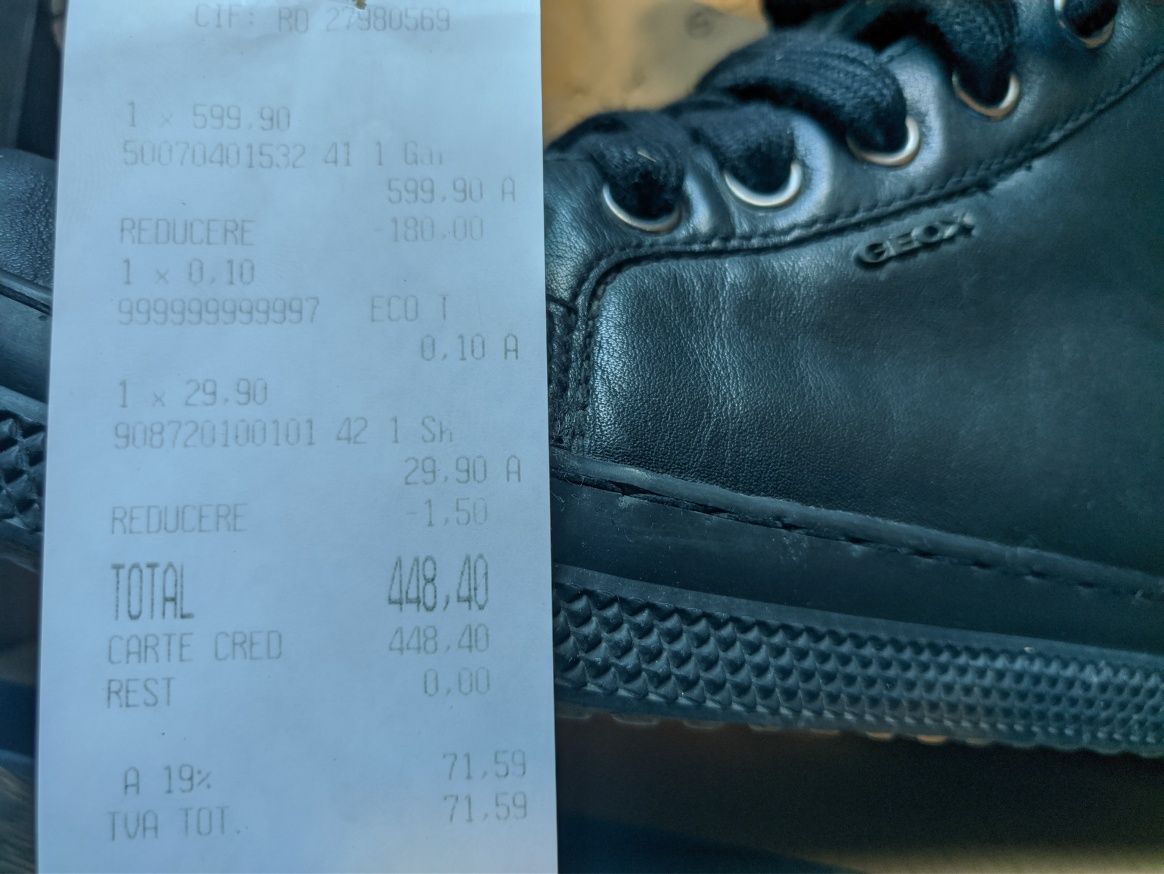 CIF: RO 27980569
1 x 599,90
50070401532 41 1 Gar
599,90 A
REDUCERE -180,00
1 x 0,10
999999999997 ECO T
0,10 A
1 x 29,90
908720100101 42 1 Sh
29,90 A
REDUCERE -1,50
TOTAL 448,40
CARTE CRED 448,40
REST 0,00
A 19% 71,59
TVA TOT. 71,59
GEOX